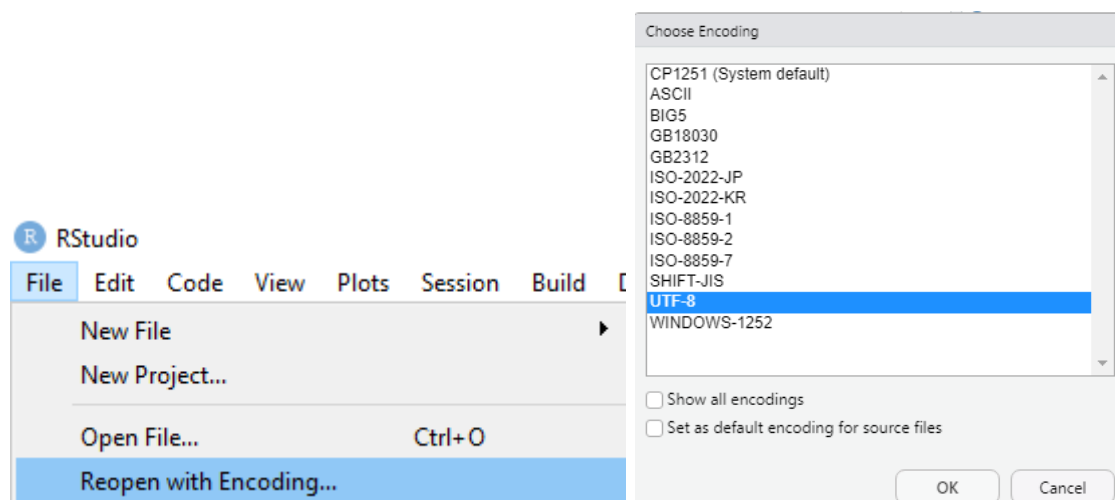 RStudio
File Edit Code View Plots Session Build
New File
New Project...
Open File... Ctrl+O
Reopen with Encoding...
Choose Encoding
CP1251 (System default)
ASCII
BIG5
GB18030
GB2312
ISO-2022-JP
ISO-2022-KR
ISO-8859-1
ISO-8859-2
ISO-8859-7
SHIFT-JIS
UTF-8
WINDOWS-1252
Show all encodings
Set as default encoding for source files
OK Cancel